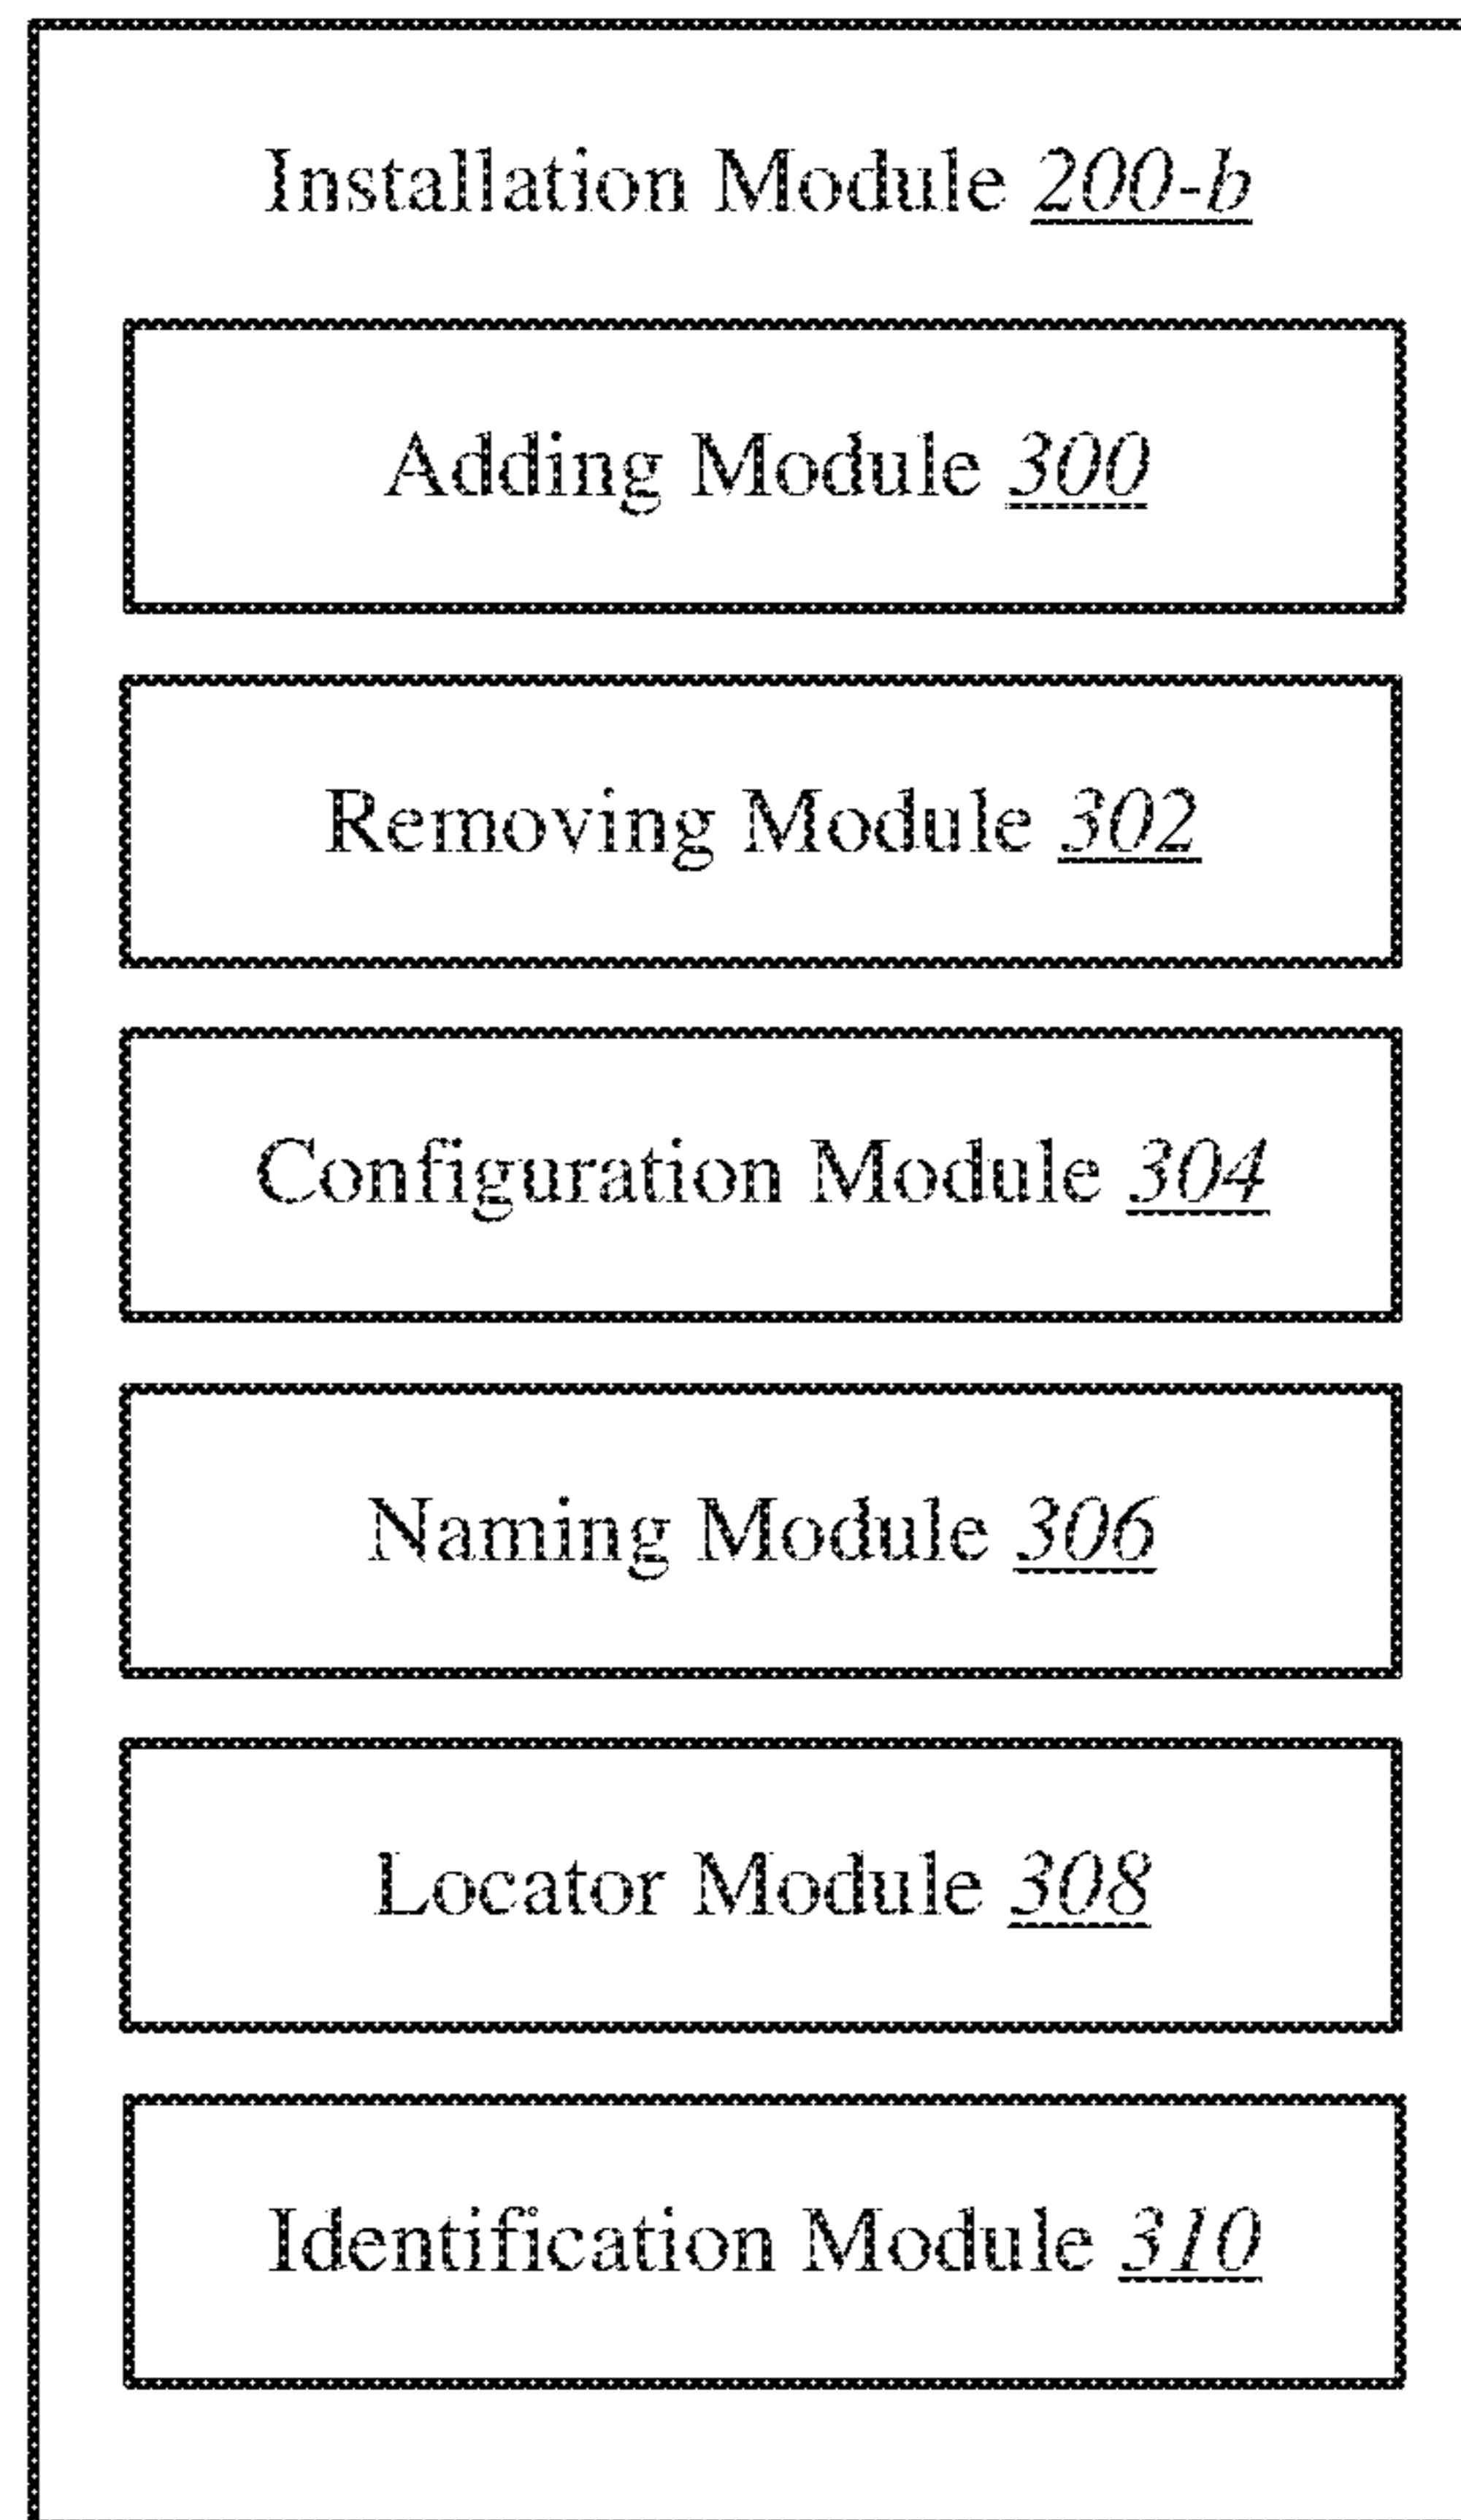 Installation Module 200-b
Adding Module 300
Removing Module 302
Configuration Module 304
Naming Module 306
Locator Module 308
Identification Module 310